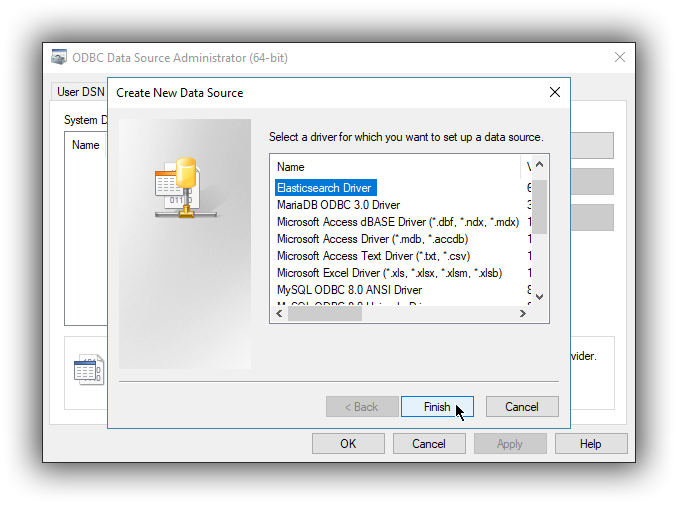 ODBC Data Source Administrator (64-bit)
User DSN
System D
Name
Create New Data Source
Select a driver for which you want to set up a data source.
Name
Elasticsearch Driver 6
MariaDB ODBC 3.0 Driver 3
Microsoft Access dBASE Driver (*.dbf, *.ndx, *.mdx) 1
Microsoft Access Driver (*.mdb, *.accdb) 1
Microsoft Access Text Driver (*.txt, *.csv) 1
Microsoft Excel Driver (*.xls, *.xlsx, *.xlsm, *.xlsb) 1
MySQL ODBC 8.0 ANSI Driver 8
vider.
< Back Finish Cancel
OK Cancel Apply Help